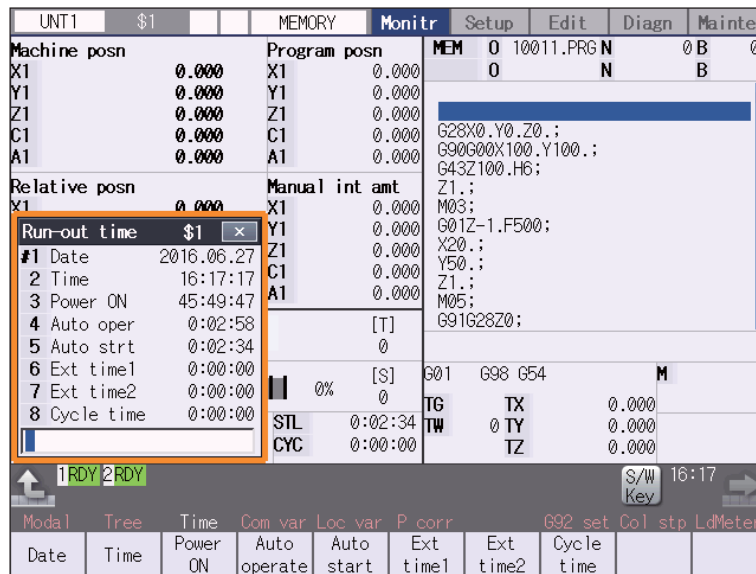 UNT1 $1 MEMORY Monitr Setup Edit Diagn Mainte
Machine posn
X1 0.000
Y1 0.000
Z1 0.000
C1 0.000
A1 0.000
Program posn
X1 0.000
Y1 0.000
Z1 0.000
C1 0.000
A1 0.000
MEM O 10011.PRG N 0 B 0
O N B
G28X0.Y0.Z0.;
G90G00X100.Y100.;
G43Z100.H6;
Z1.;
M03;
G01Z-1.F500;
X20.;
Y50.;
Z1.;
M05;
G91G28Z0;
Relative posn
X1 0.000
Manual int amt
X1 0.000
Y1 0.000
Z1 0.000
C1 0.000
A1 0.000
Run-out time $1 ×
#1 Date 2016.06.27
2 Time 16:17:17
3 Power ON 45:49:47
4 Auto oper 0:02:58
5 Auto strt 0:02:34
6 Ext time1 0:00:00
7 Ext time2 0:00:00
8 Cycle time 0:00:00
[T]
0
0% [S]
0
STL 0:02:34
CYC 0:00:00
G01 G98 G54 M
TG TX 0.000
TW 0 TY 0.000
TZ 0.000
1RDY 2RDY S/W Key 16:17
Modal Tree Time Com var Loc var P corr G92 set Col stp LdMeter
Date Time Power ON Auto operate Auto start Ext time1 Ext time2 Cycle time